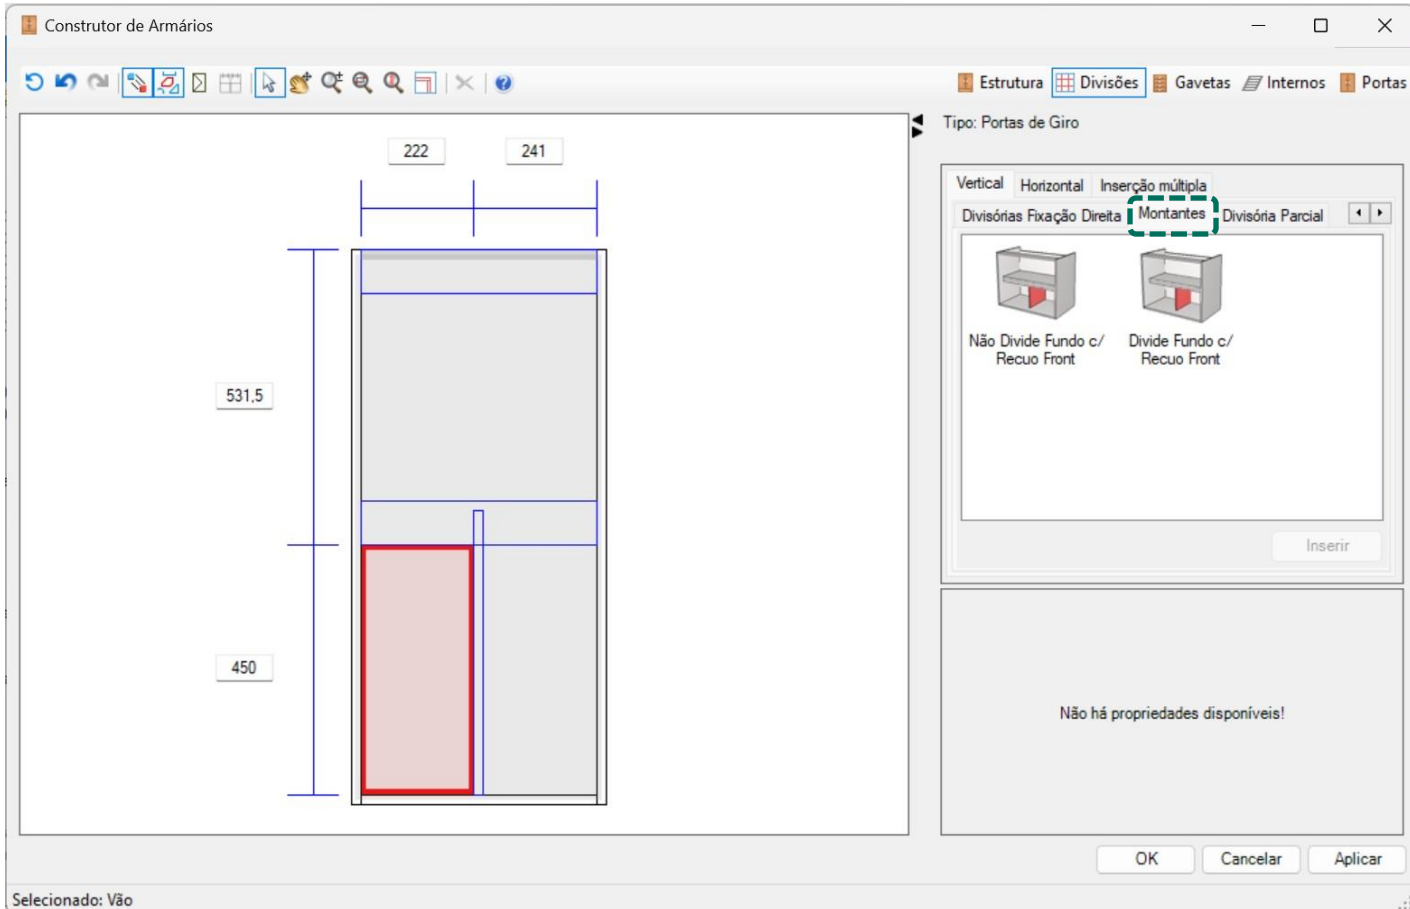 Construtor de Armários
Estrutura
Divisões
Gavetas
Internos
Portas
222
241
531,5
450
Tipo: Portas de Giro
Vertical
Horizontal
Inserção múltipla
Divisórias Fixação Direita
Montantes
Divisória Parcial
Não Divide Fundo c/
Recuo Front
Divide Fundo c/
Recuo Front
Inserir
Não há propriedades disponíveis!
OK
Cancelar
Aplicar
Selecionado: Vão